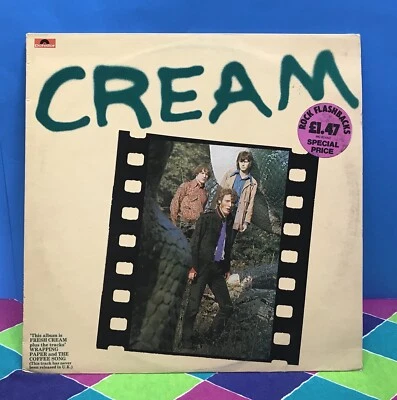 CREAM
ROCK FLASHBACKS
£1.47
SPECIAL
PRICE
"This album is
FRESH CREAM
plus the tracks"
WRAPPING
PAPER and THE
COFFEE SONG
(This track has never
been released in U.K.)